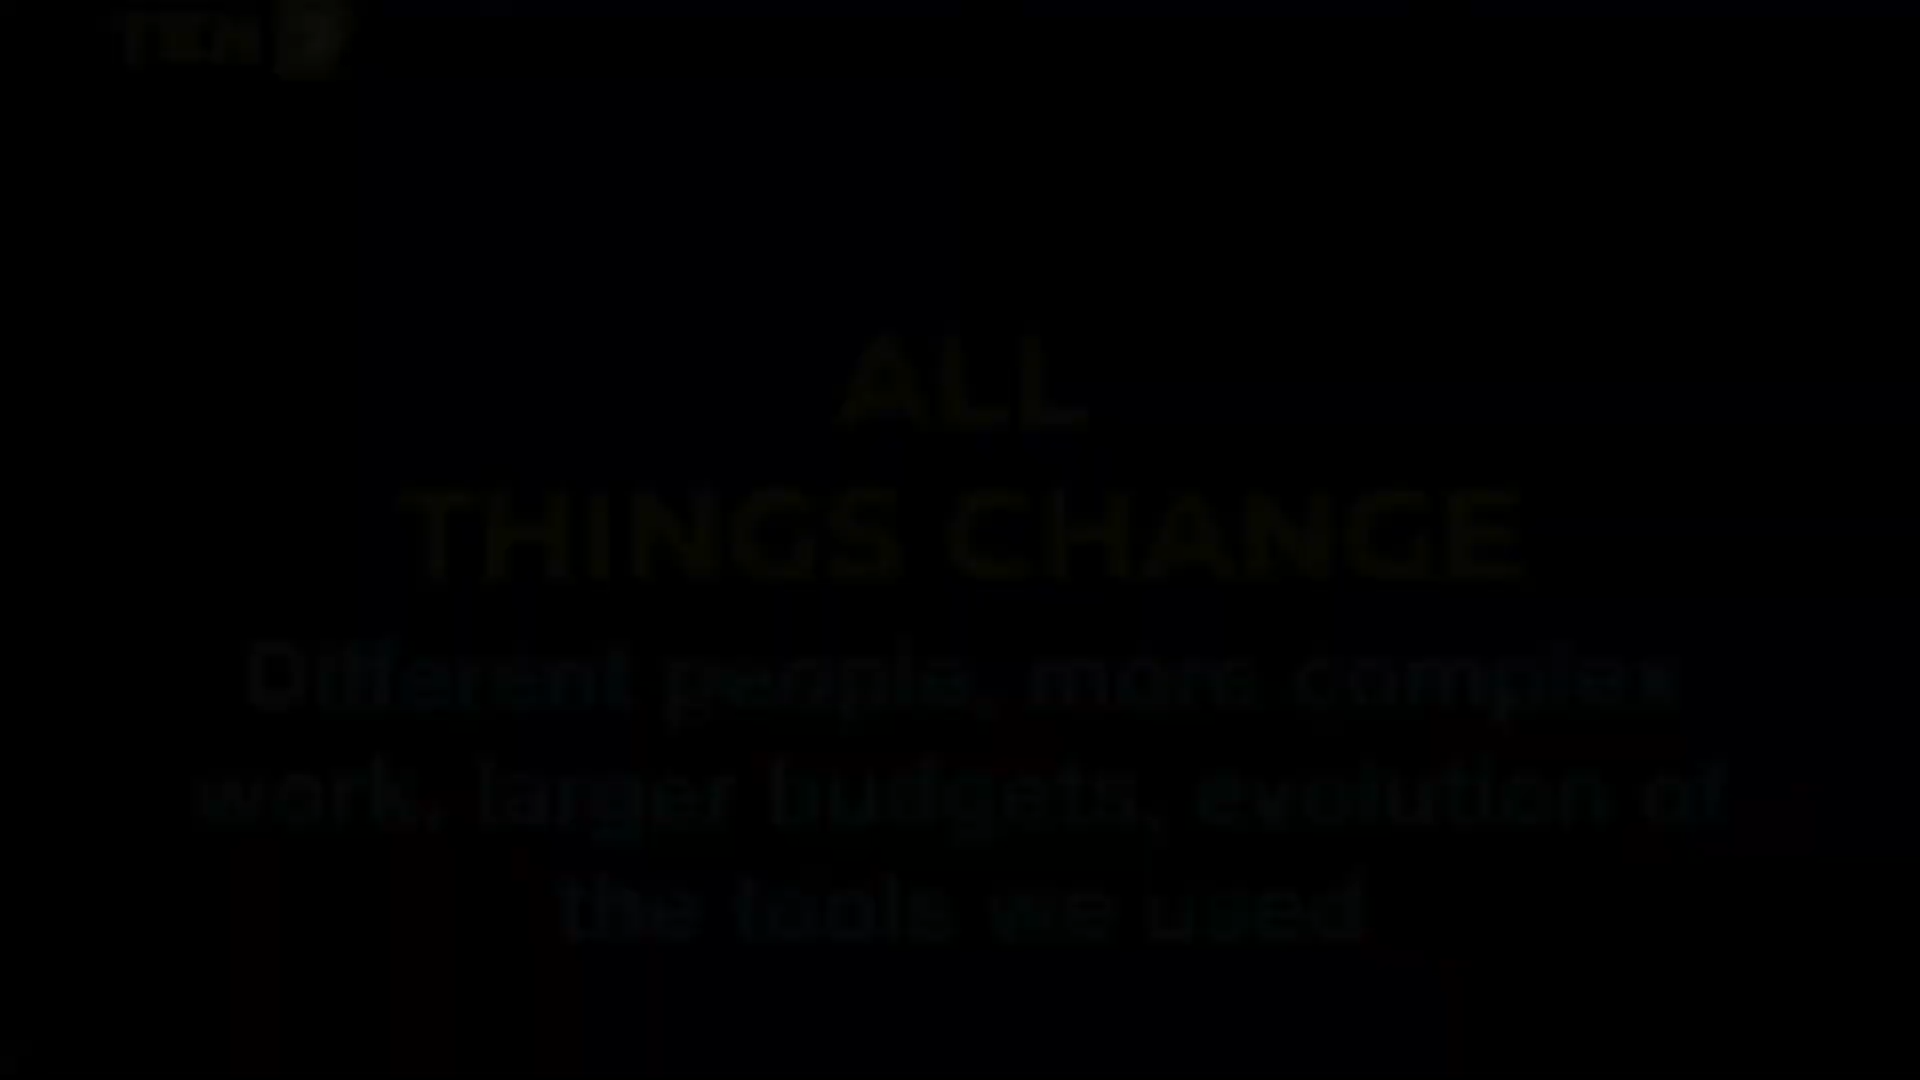 ALL
THINGS CHANGE
Different people, more complex
work, larger budgets, evolution of
the tools we used